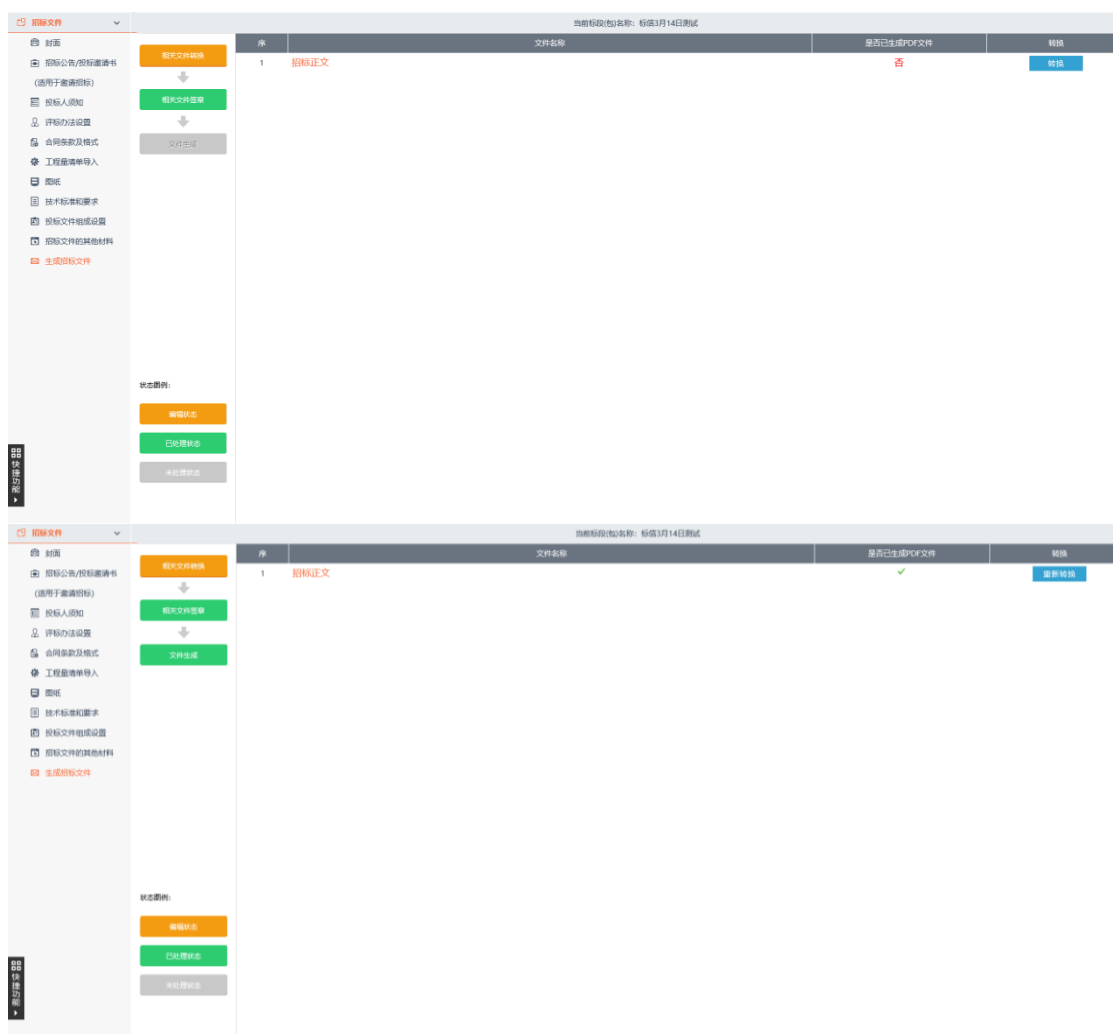 招标文件
当前标段(包)名称：标信3月14日测试
封面
招标公告/投标邀请书
(适用于邀请招标)
投标人须知
评标办法设置
合同条款及格式
工程量清单导入
图纸
技术标准和要求
投标文件组成设置
招标文件的其他材料
生成招标文件
相关文件转换
相关文件签章
文件生成
序 文件名称 是否已生成PDF文件 转换
1 招标正文 否 转换
状态图例：
编辑状态
已处理状态
未处理状态
快捷功能
招标文件
当前标段(包)名称：标信3月14日测试
封面
招标公告/投标邀请书
(适用于邀请招标)
投标人须知
评标办法设置
合同条款及格式
工程量清单导入
图纸
技术标准和要求
投标文件组成设置
招标文件的其他材料
生成招标文件
相关文件转换
相关文件签章
文件生成
序 文件名称 是否已生成PDF文件 转换
1 招标正文 重新转换
状态图例：
编辑状态
已处理状态
未处理状态
快捷功能